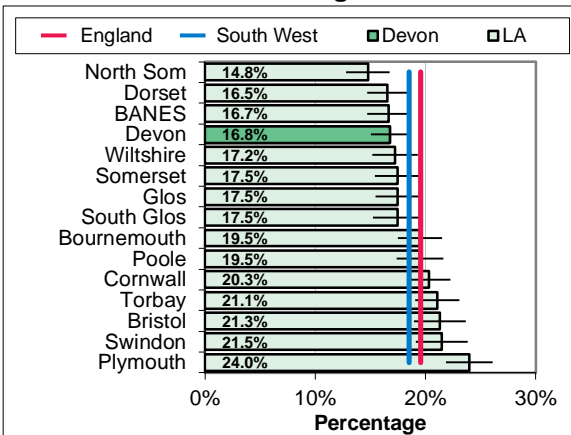 England South West Devon LA
North Som 14.8%
Dorset 16.5%
BANES 16.7%
Devon 16.8%
Wiltshire 17.2%
Somerset 17.5%
Glos 17.5%
South Glos 17.5%
Bournemouth 19.5%
Poole 19.5%
Cornwall 20.3%
Torbay 21.1%
Bristol 21.3%
Swindon 21.5%
Plymouth 24.0%
0% 10% 20% 30%
Percentage